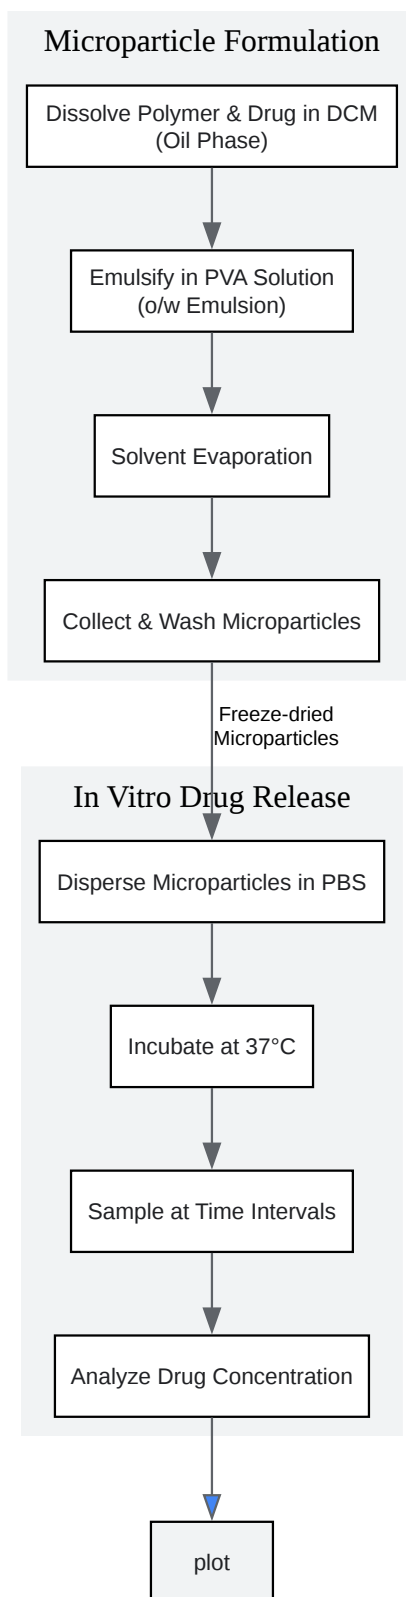 Microparticle Formulation
Dissolve Polymer & Drug in DCM
(Oil Phase)
Emulsify in PVA Solution
(o/w Emulsion)
Solvent Evaporation
Collect & Wash Microparticles
Freeze-dried
Microparticles
In Vitro Drug Release
Disperse Microparticles in PBS
Incubate at 37°C
Sample at Time Intervals
Analyze Drug Concentration
plot